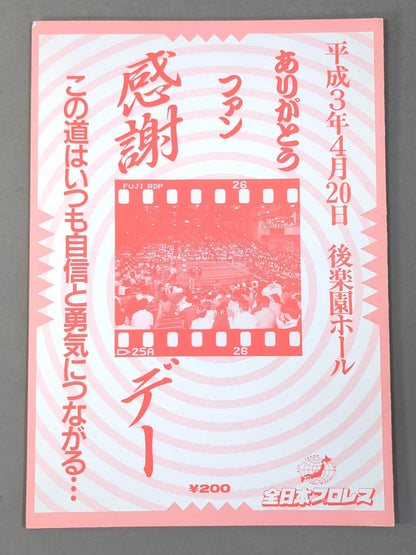 平成3年4月20日 後楽園ホール
ありがとう
ファン
感謝
デー
この道はいつも自信と勇気につながる…
FUJI RDP 26
▷25A 26
¥200
全日本プロレス